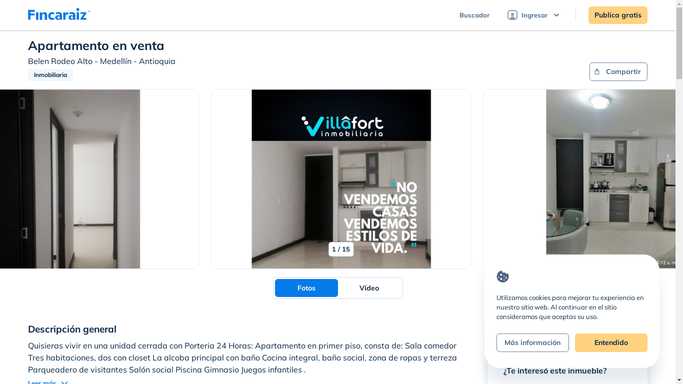 Fincaraiz
Buscador
Ingresar
Publica gratis
Apartamento en venta
Belen Rodeo Alto - Medellín - Antioquia
Inmobiliaria
Compartir
Villâfort
inmobiliaria
"NO
VENDEMOS
CASAS
VENDEMOS
ESTILOS DE
VIDA."
1 / 15
Fotos
Video
Utilizamos cookies para mejorar tu experiencia en
nuestro sitio web. Al continuar en el sitio
consideramos que aceptas su uso.
Más información
Entendido
Descripción general
Quisieras vivir en una unidad cerrada con Porteria 24 Horas: Apartamento en primer piso, consta de: Sala comedor
Tres habitaciones, dos con closet La alcoba principal con baño Cocina integral, baño social, zona de ropas y terreza
Parqueadero de visitantes Salón social Piscina Gimnasio Juegos infantiles .
Leer más
¿Te interesó este inmueble?